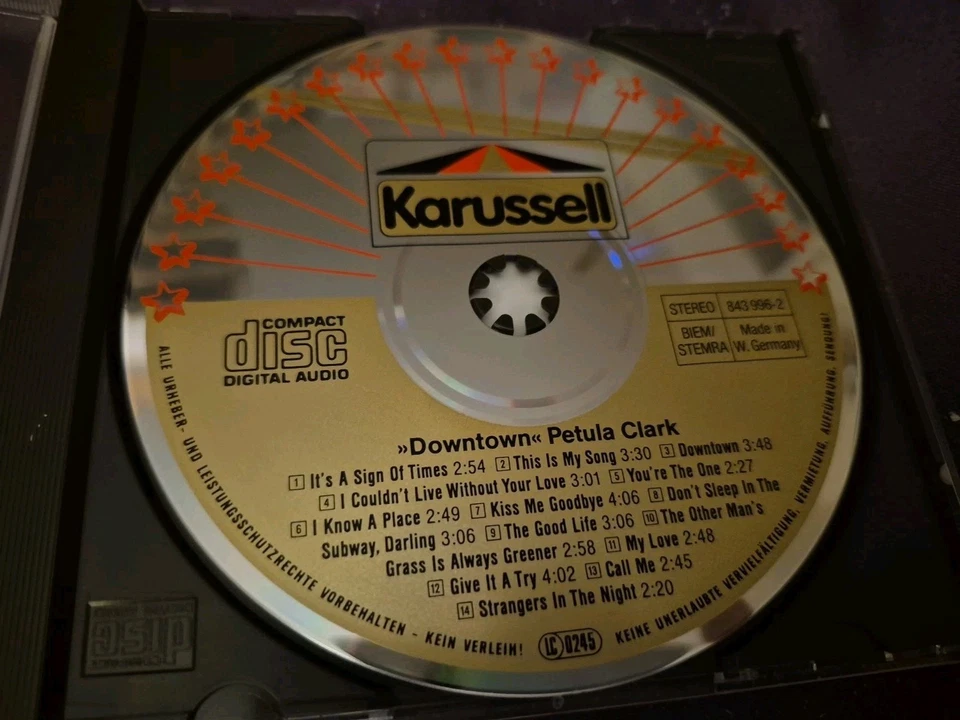 Karussell
COMPACT
disc
DIGITAL AUDIO
STEREO 843 996-2
BIEM/ STEMRA Made in W. Germany
»Downtown« Petula Clark
1 It's A Sign Of Times 2:54 2 This Is My Song 3:30 3 Downtown 3:48
4 I Couldn't Live Without Your Love 3:01 5 You're The One 2:27
6 I Know A Place 2:49 7 Kiss Me Goodbye 4:06 8 Don't Sleep In The
Subway, Darling 3:06 9 The Good Life 3:06 10 The Other Man's
Grass Is Always Greener 2:58 11 My Love 2:48
12 Give It A Try 4:02 13 Call Me 2:45
14 Strangers In The Night 2:20
ALLE URHEBER- UND LEISTUNGSSCHUTZRECHTE VORBEHALTEN - KEIN VERLEIH! LC 0245 KEINE UNERLAUBTE VERVIELFÄLTIGUNG, VERMIETUNG, AUFFÜHRUNG, SENDUNG!
disc